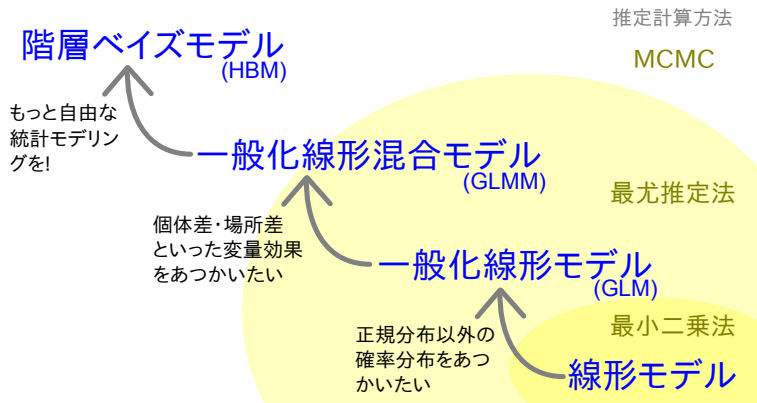 推定計算方法
階層ベイズモデル
(HBM)
MCMC
もっと自由な
統計モデリン
グを!
一般化線形混合モデル
(GLMM)
最尤推定法
個体差・場所差
といった変量効果
をあつかいたい
一般化線形モデル
(GLM)
最小二乗法
正規分布以外の
確率分布をあつ
かいたい
線形モデル